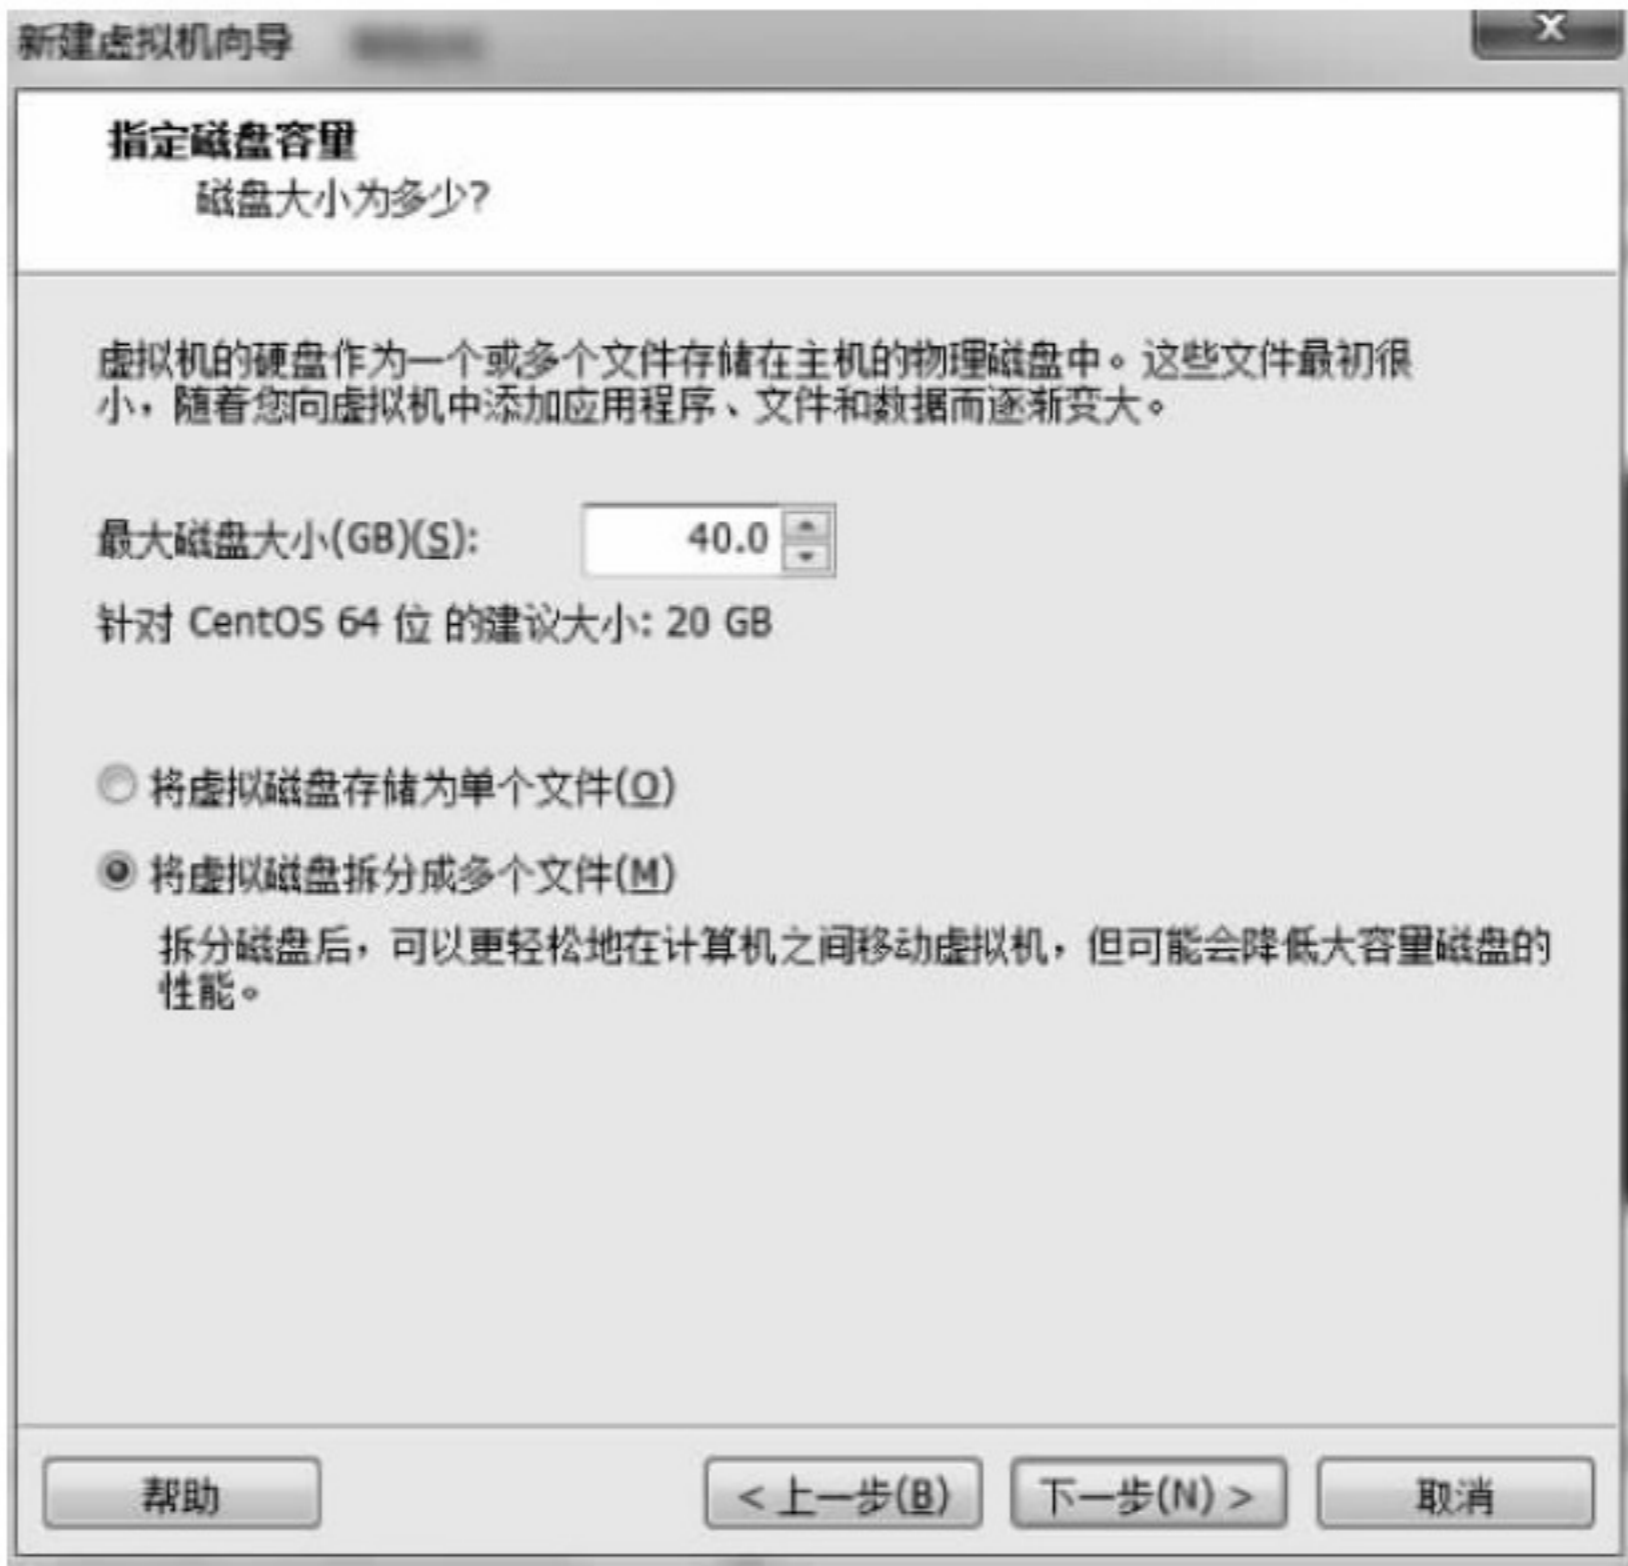 新建虚拟机向导
指定磁盘容量
磁盘大小为多少?
虚拟机的硬盘作为一个或多个文件存储在主机的物理磁盘中。这些文件最初很
小，随着您向虚拟机中添加应用程序、文件和数据而逐渐变大。
最大磁盘大小(GB)(S): 40.0
针对 CentOS 64 位 的建议大小: 20 GB
将虚拟磁盘存储为单个文件(O)
将虚拟磁盘拆分成多个文件(M)
拆分磁盘后，可以更轻松地在计算机之间移动虚拟机，但可能会降低大容量磁盘的
性能。
帮助 < 上一步(B) 下一步(N) > 取消